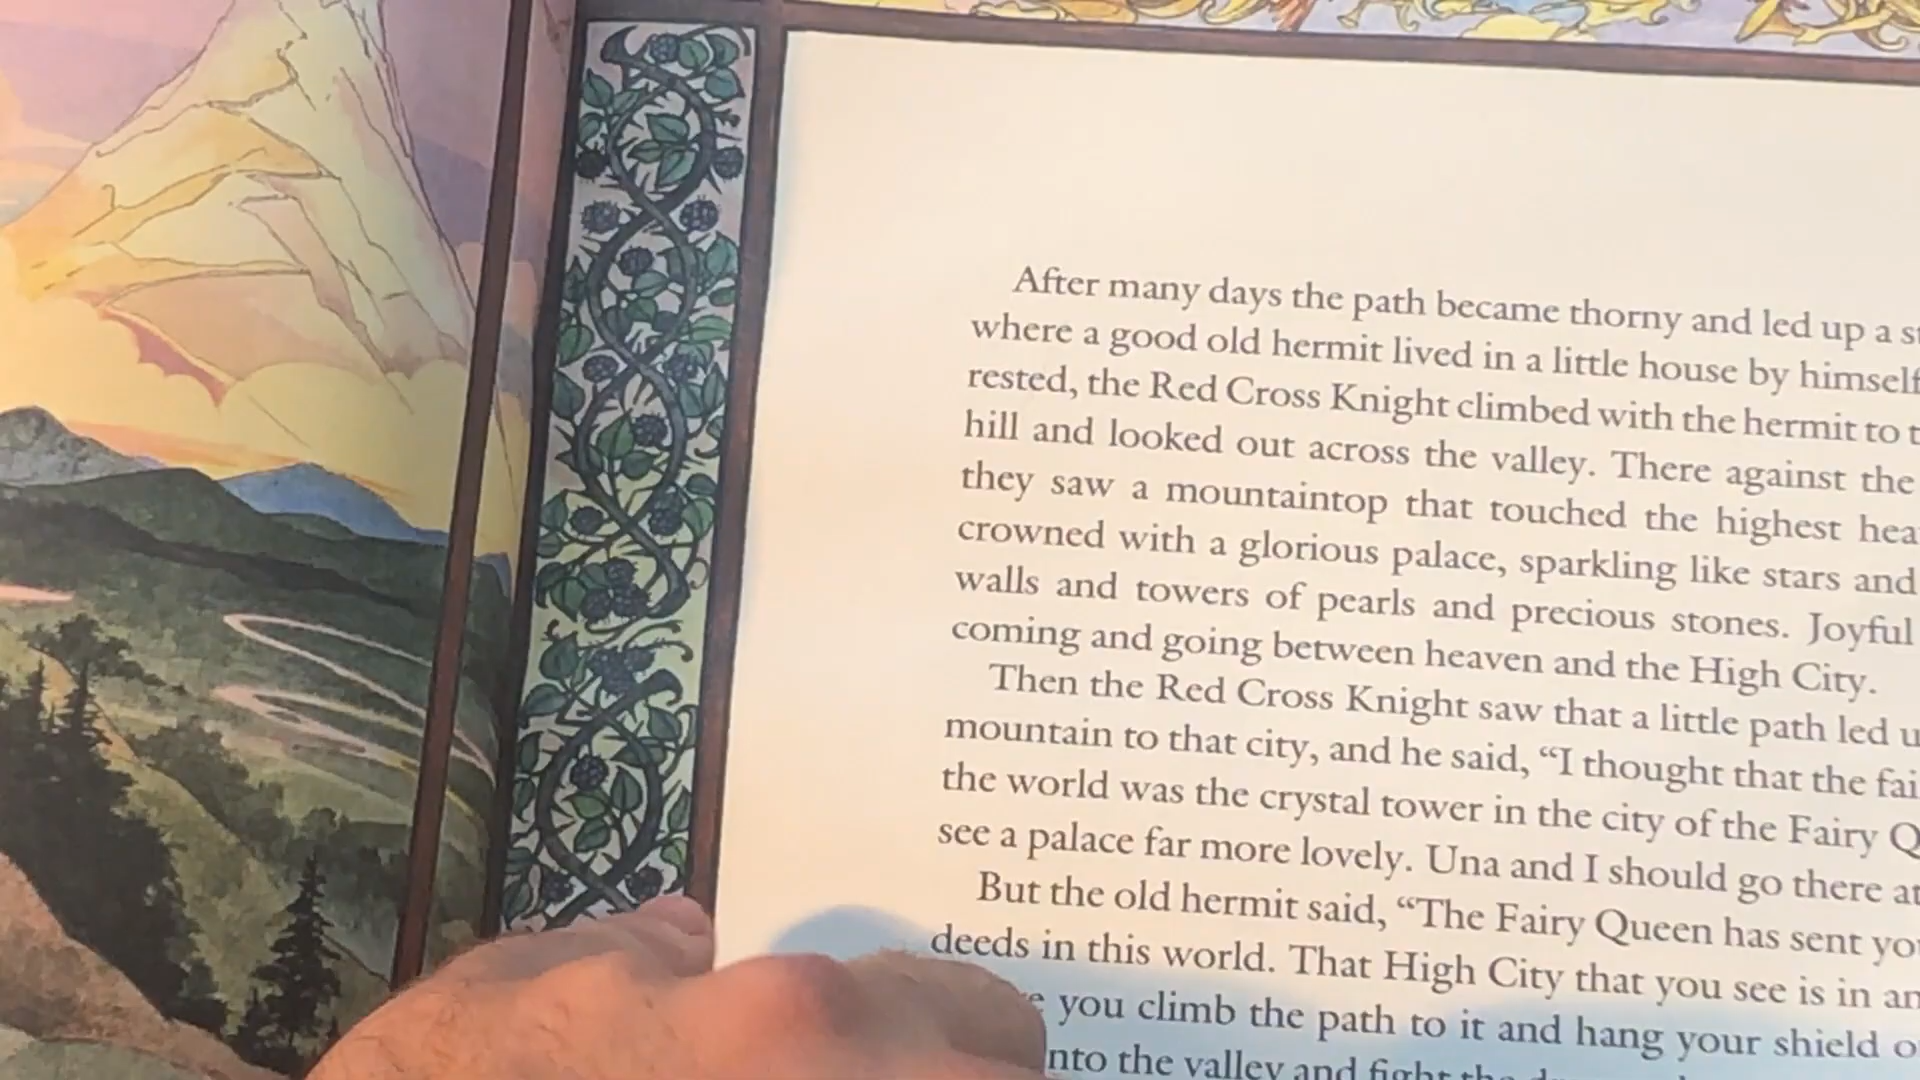 After many days the path became thorny and led up a
where a good old hermit lived in a little house by himself
rested, the Red Cross Knight climbed with the hermit to
hill and looked out across the valley. There against the
they saw a mountaintop that touched the highest
crowned with a glorious palace, sparkling like stars and
walls and towers of pearls and precious stones. Joyful
coming and going between heaven and the High City.
Then the Red Cross Knight saw that a little path led
mountain to that city, and he said, “I thought that the
the world was the crystal tower in the city of the Fairy
see a palace far more lovely. Una and I should go there at
But the old hermit said, “The Fairy Queen has sent
deeds in this world. That High City that you see is in
you climb the path to it and hang your shield
the valley and fight